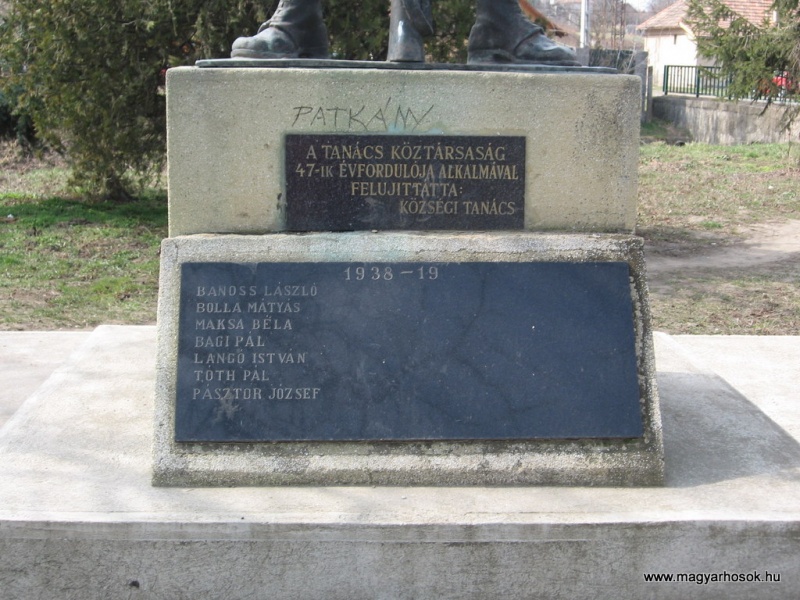 PATKÁNY
A TANÁCS KÖZTÁRSASÁG
47-IK ÉVFORDULÓJA ALKALMÁVAL
FELUJITTATTA:
KÖZSÉGI TANÁCS
1938-19
BANOSS LÁSZLÓ
BOLLA MÁTYÁS
MAKSA BÉLA
BAGI PÁL
LANGÓ ISTVÁN
TÓTH PÁL
PÁSZTOR JÓZSEF
www.magyarhosok.hu